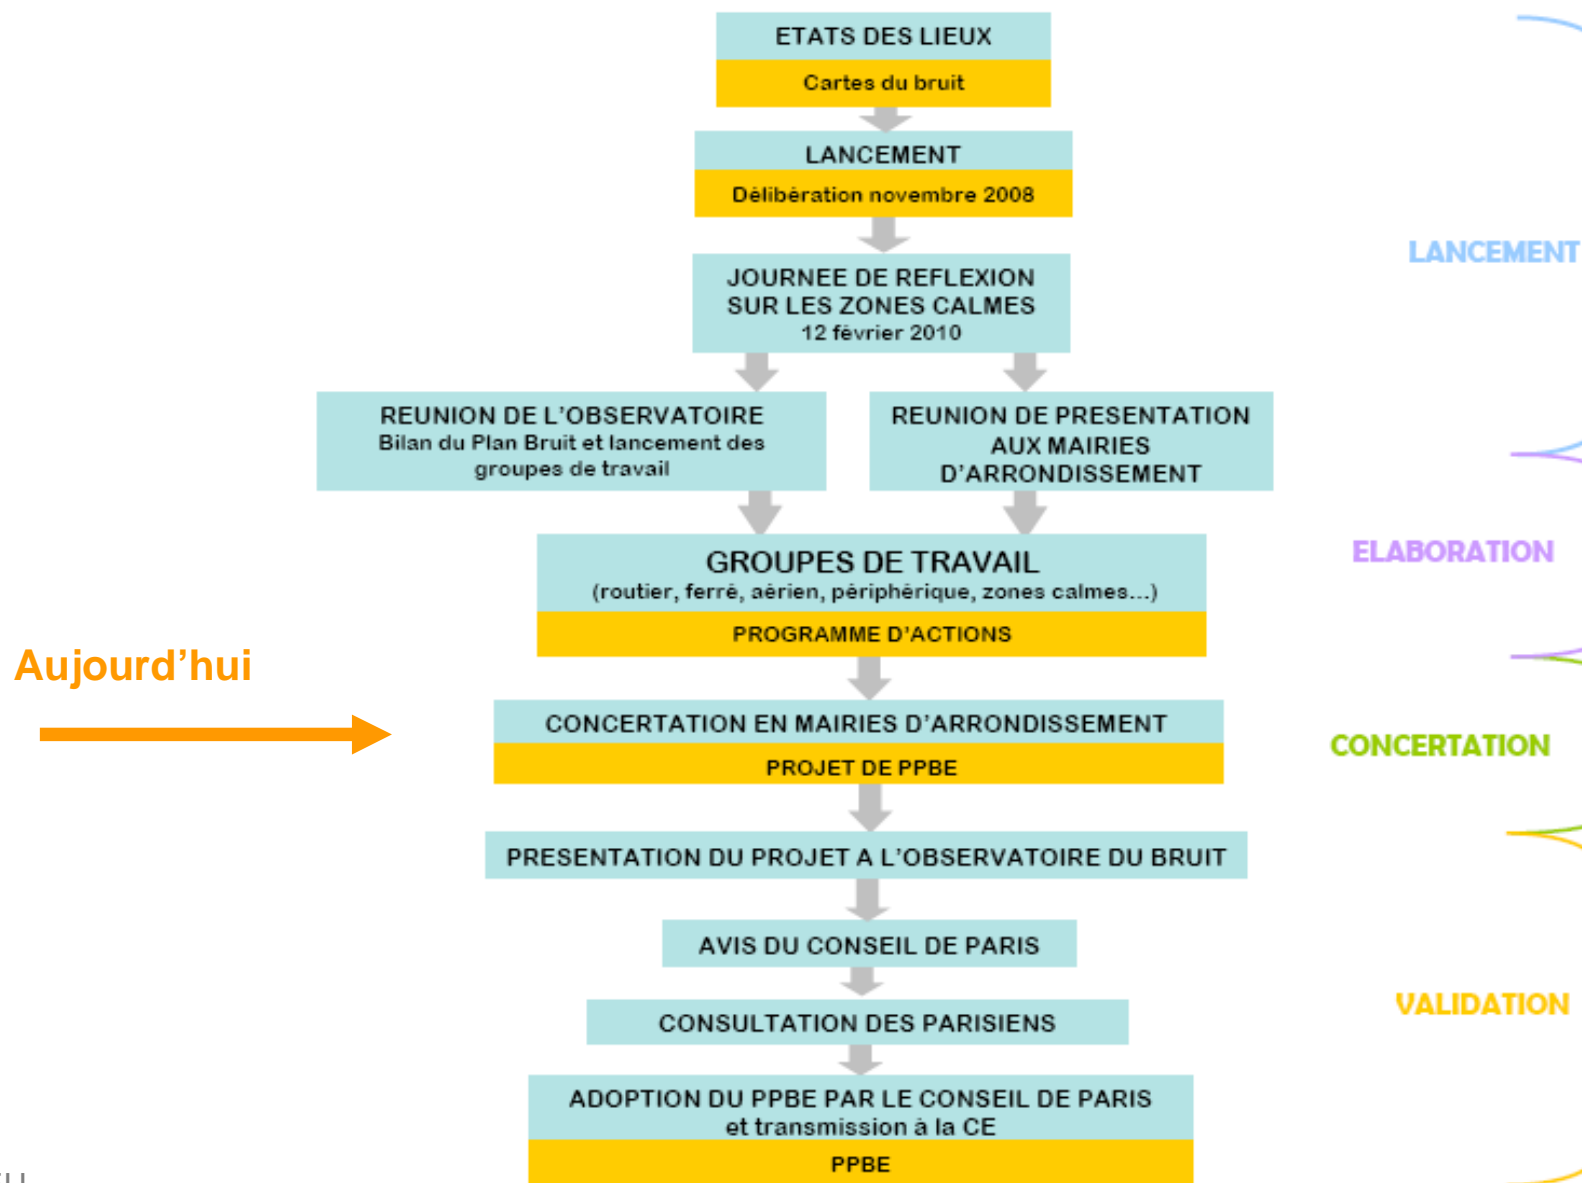 ETATS DES LIEUX
Cartes du bruit
LANCEMENT
Délibération novembre 2008
JOURNEE DE REFLEXION
SUR LES ZONES CALMES
12 février 2010
LANCEMENT
REUNION DE L'OBSERVATOIRE
Bilan du Plan Bruit et lancement des
groupes de travail
REUNION DE PRESENTATION
AUX MAIRIES
D'ARRONDISSEMENT
GROUPES DE TRAVAIL
(routier, ferré, aérien, périphérique, zones calmes...)
PROGRAMME D'ACTIONS
ELABORATION
Aujourd'hui
CONCERTATION EN MAIRIES D'ARRONDISSEMENT
PROJET DE PPBE
CONCERTATION
PRESENTATION DU PROJET A L'OBSERVATOIRE DU BRUIT
AVIS DU CONSEIL DE PARIS
CONSULTATION DES PARISIENS
VALIDATION
ADOPTION DU PPBE PAR LE CONSEIL DE PARIS
et transmission à la CE
PPBE